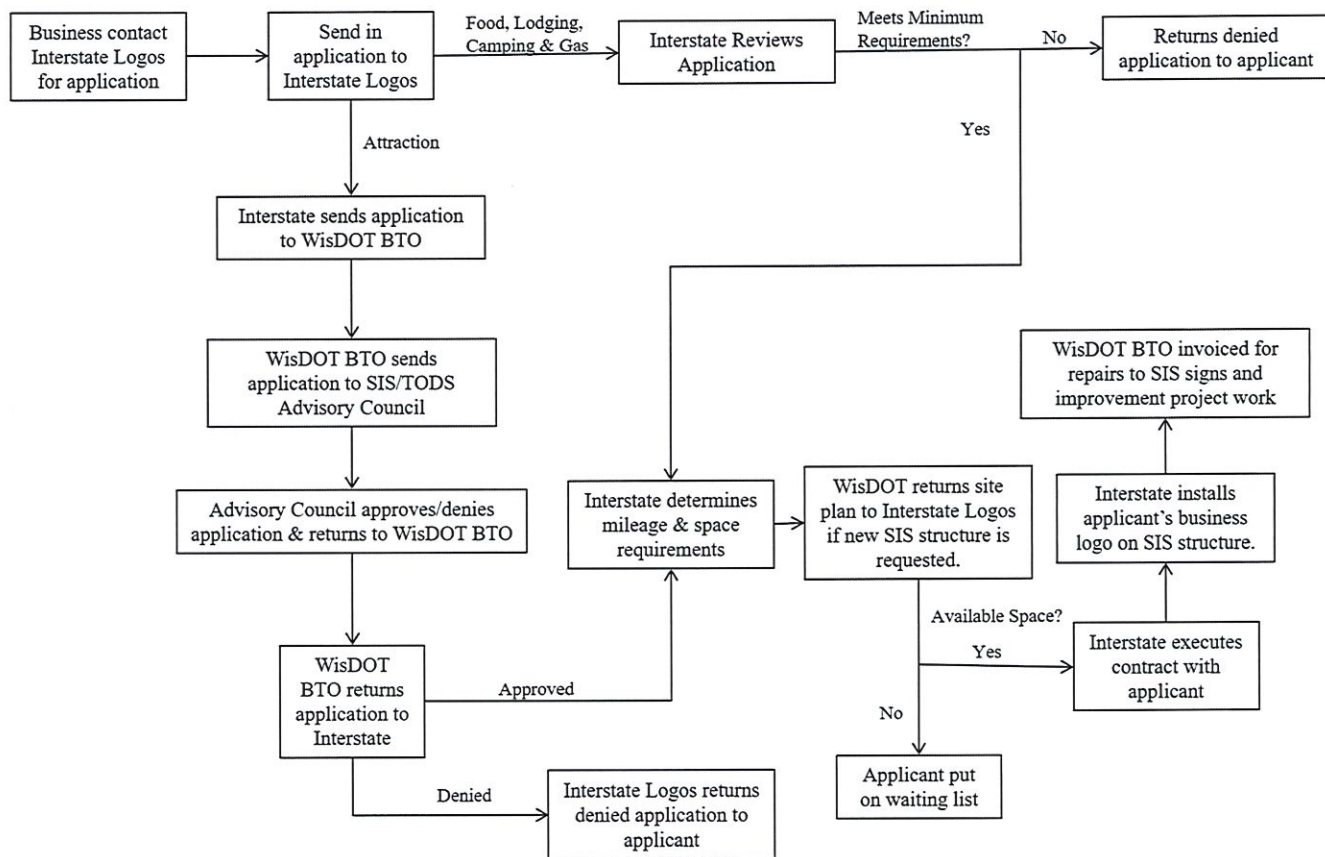 Business contact
Interstate Logos
for application
Send in
application to
Interstate Logos
Food, Lodging,
Camping & Gas
Interstate Reviews
Application
Meets Minimum
Requirements?
No
Returns denied
application to applicant
Yes
Attraction
Interstate sends application
to WisDOT BTO
WisDOT BTO sends
application to SIS/TODS
Advisory Council
Advisory Council approves/denies
application & returns to WisDOT BTO
WisDOT
BTO returns
application to
Interstate
Approved
Denied
Interstate Logos returns
denied application to
applicant
Interstate determines
mileage & space
requirements
WisDOT returns site
plan to Interstate Logos
if new SIS structure is
requested.
Available Space?
Yes
No
Applicant put
on waiting list
Interstate executes
contract with
applicant
Interstate installs
applicant’s business
logo on SIS structure.
WisDOT BTO invoiced for
repairs to SIS signs and
improvement project work